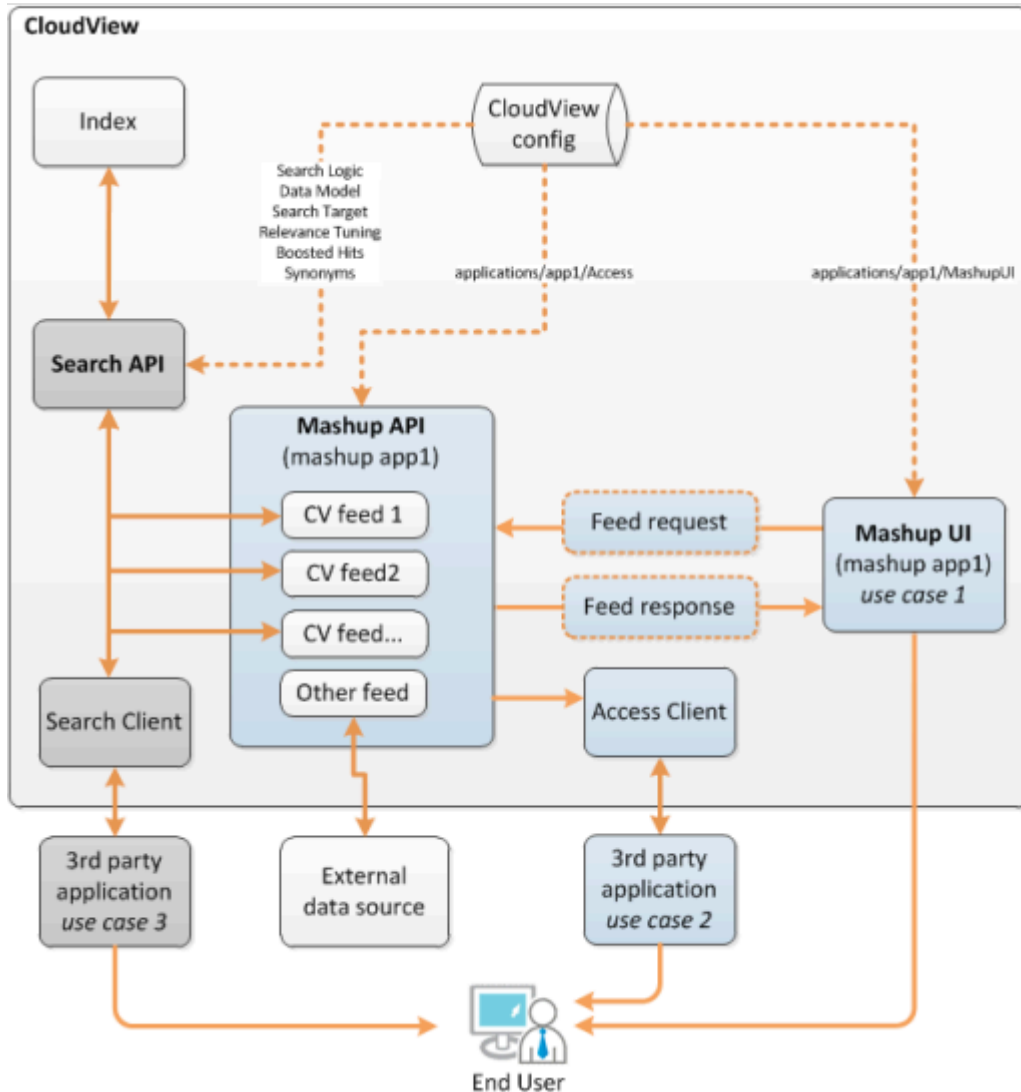 CloudView
Index
CloudView
config
Search Logic
Data Model
Search Target
Relevance Tuning
Boosted Hits
Synonyms
applications/app1/Access
applications/app1/MashupUI
Search API
Mashup API
(mashup app1)
CV feed 1
CV feed2
CV feed...
Other feed
Feed request
Feed response
Mashup UI
(mashup app1)
use case 1
Search Client
Access Client
3rd party
application
use case 3
External
data source
3rd party
application
use case 2
End User